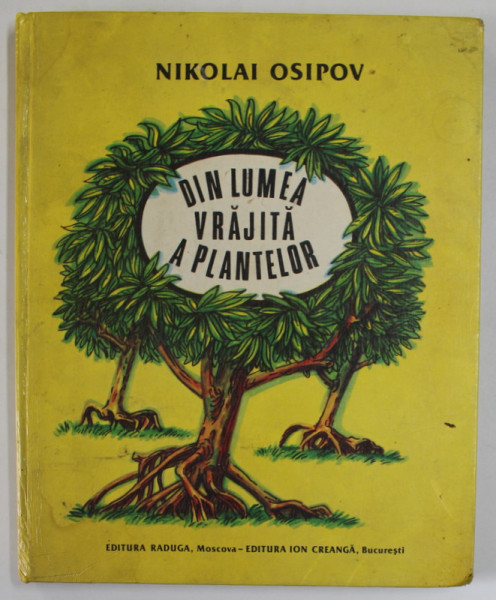 NIKOLAI OSIPOV
DIN LUMEA
VRĂJITĂ
A PLANTELOR
EDITURA RADUGA, Moscova – EDITURA ION CREANGĂ, București